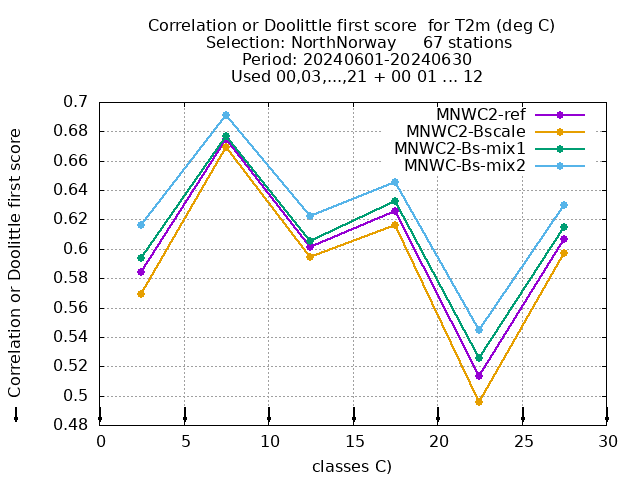 Correlation or Doolittle first score  for T2m (deg C)
Selection: NorthNorway     67 stations
Period: 20240601-20240630
Used 00,03,...,21 + 00 01 ... 12
Correlation or Doolittle first score
0.7
0.68
0.66
0.64
0.62
0.6
0.58
0.56
0.54
0.52
0.5
0.48
MNWC2-ref
MNWC2-Bscale
MNWC2-Bs-mix1
MNWC-Bs-mix2
0 5 10 15 20 25 30
classes C)